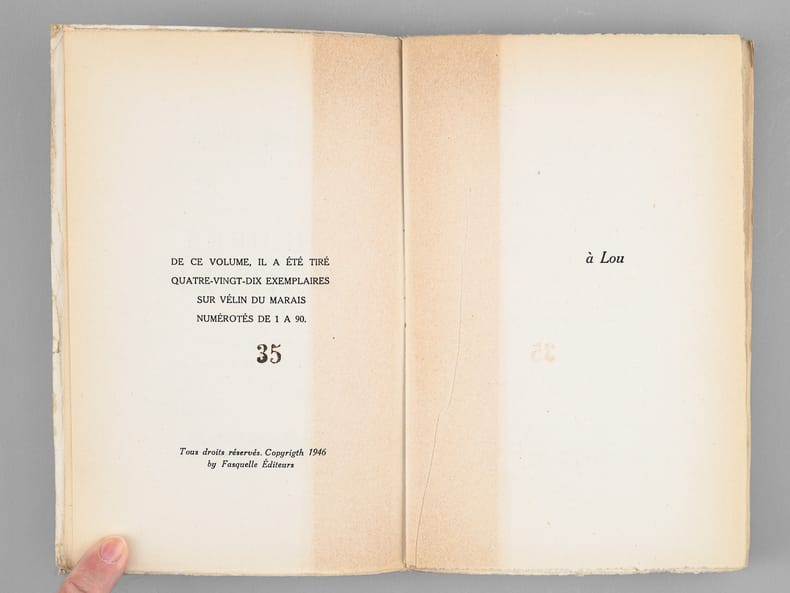 DE CE VOLUME, IL A ÉTÉ TIRÉ
QUATRE-VINGT-DIX EXEMPLAIRES
SUR VÉLIN DU MARAIS
NUMÉROTÉS DE 1 A 90.
35
Tous droits réservés. Copyrigth 1946
by Fasquelle Éditeurs
à Lou